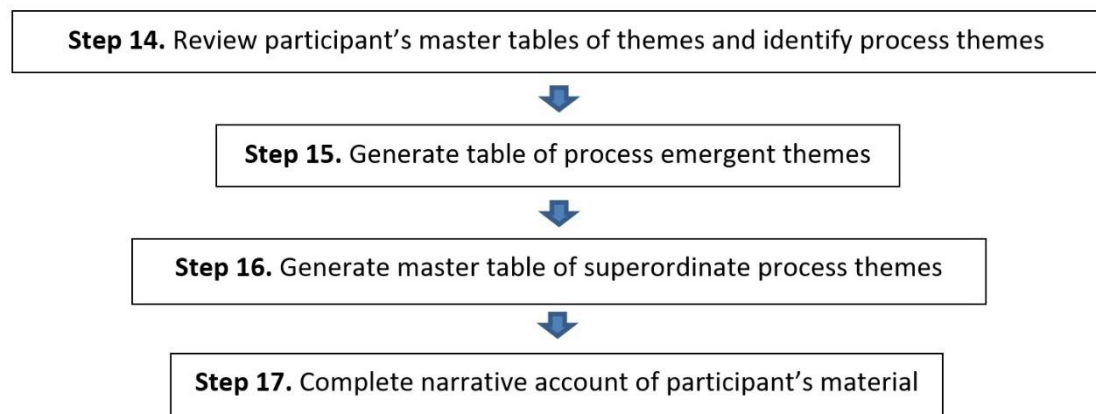 Step 14. Review participant’s master tables of themes and identify process themes
Step 15. Generate table of process emergent themes
Step 16. Generate master table of superordinate process themes
Step 17. Complete narrative account of participant’s material